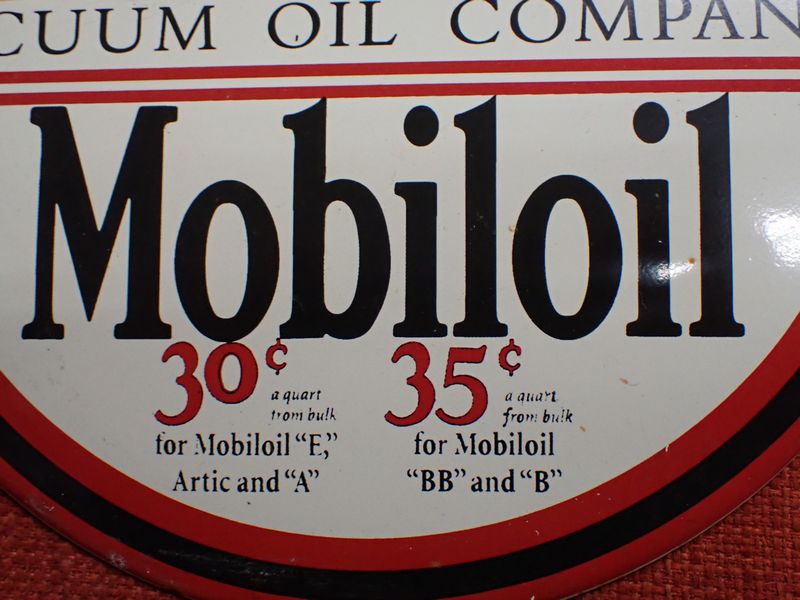 CUUM OIL COMPAN
Mobiloil
30¢ a quart from bulk
for Mobiloil "E,"
Artic and "A"
35¢ a quart from bulk
for Mobiloil
"BB" and "B"